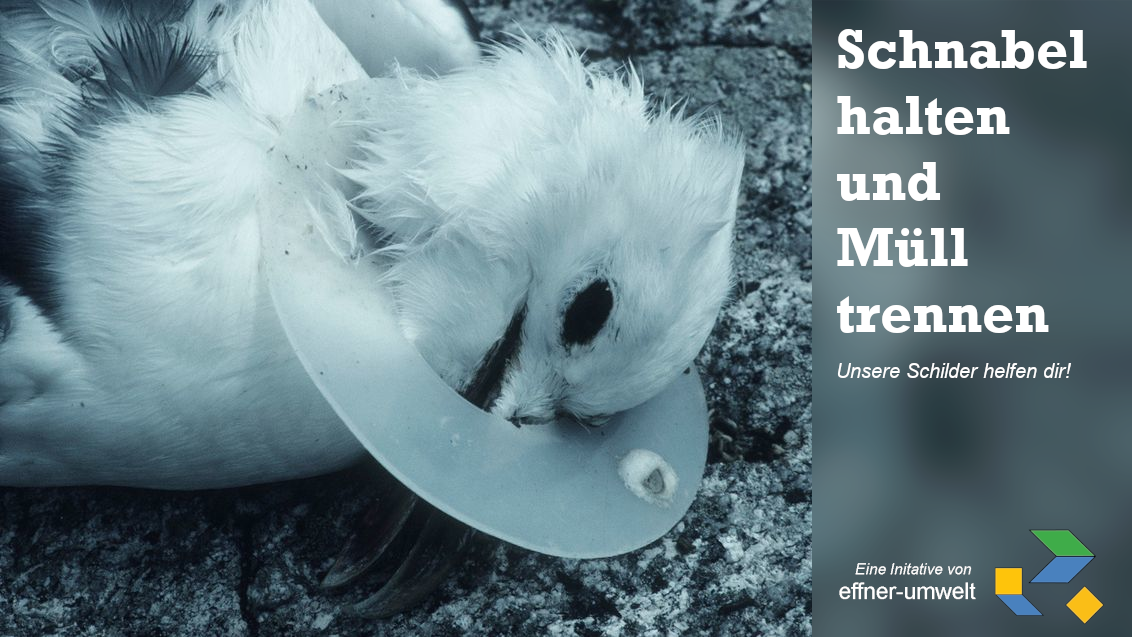 Schnabel
halten
und
Müll
trennen
Unsere Schilder helfen dir!
Eine Initative von
effner-umwelt